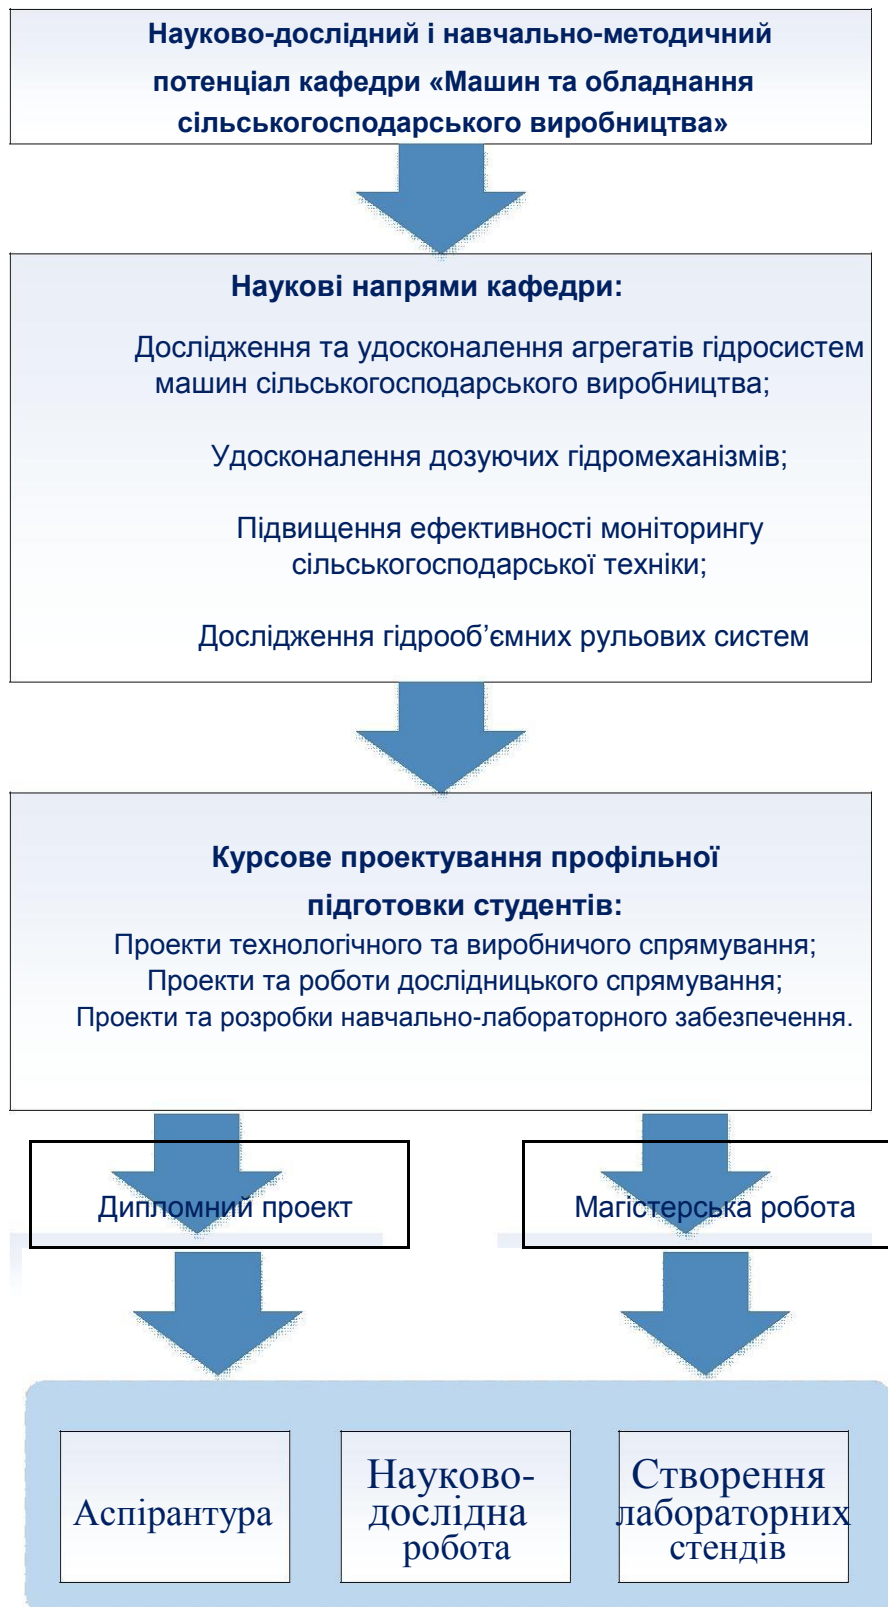 Науково-дослідний і навчально-методичний
потенціал кафедри «Машин та обладнання
сільськогосподарського виробництва»
Наукові напрями кафедри:
Дослідження та удосконалення агрегатів гідросистем
машин сільськогосподарського виробництва;
Удосконалення дозуючих гідромеханізмів;
Підвищення ефективності моніторингу
сільськогосподарської техніки;
Дослідження гідрооб’ємних рульових систем
Курсове проектування профільної
підготовки студентів:
Проекти технологічного та виробничого спрямування;
Проекти та роботи дослідницького спрямування;
Проекти та розробки навчально-лабораторного забезпечення.
Дипломний проект
Магістерська робота
Аспірантура
Науково-
дослідна
робота
Створення
лабораторних
стендів